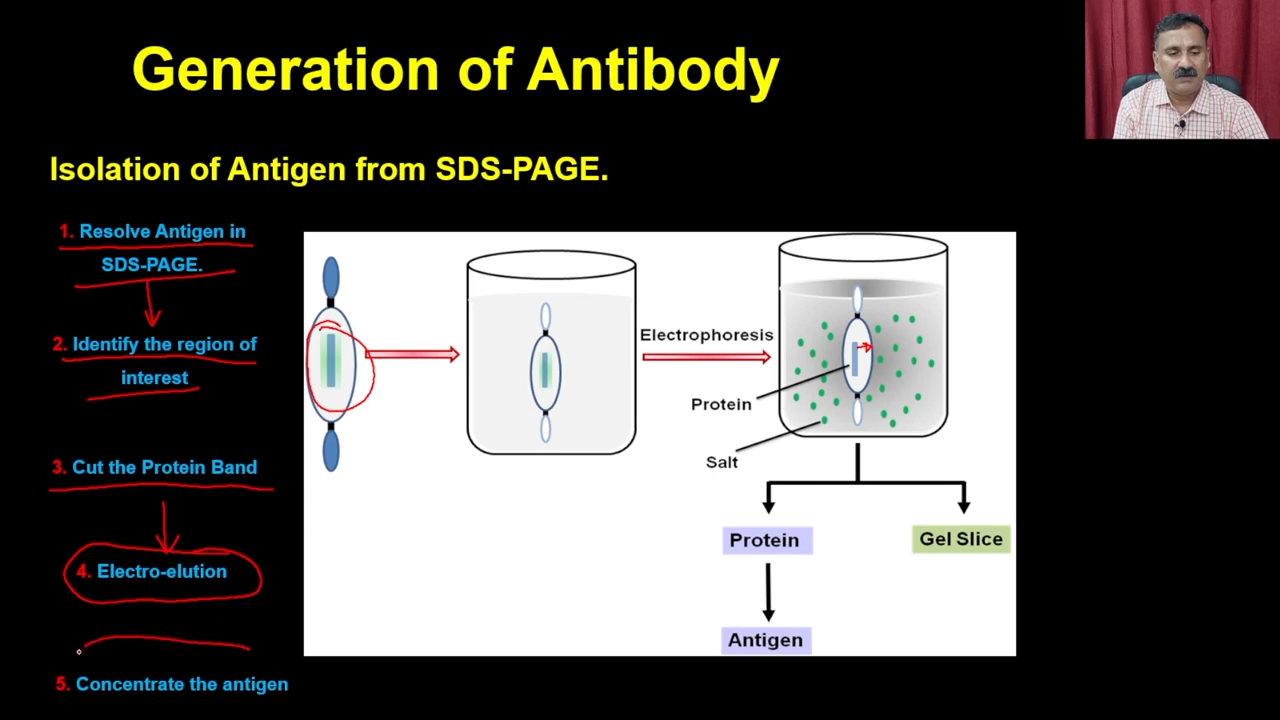 Generation of Antibody
Isolation of Antigen from SDS-PAGE.
1. Resolve Antigen in
SDS-PAGE.
2. Identify the region of
interest
3. Cut the Protein Band
4. Electro-elution
5. Concentrate the antigen
Electrophoresis
Protein
Salt
Protein
Gel Slice
Antigen